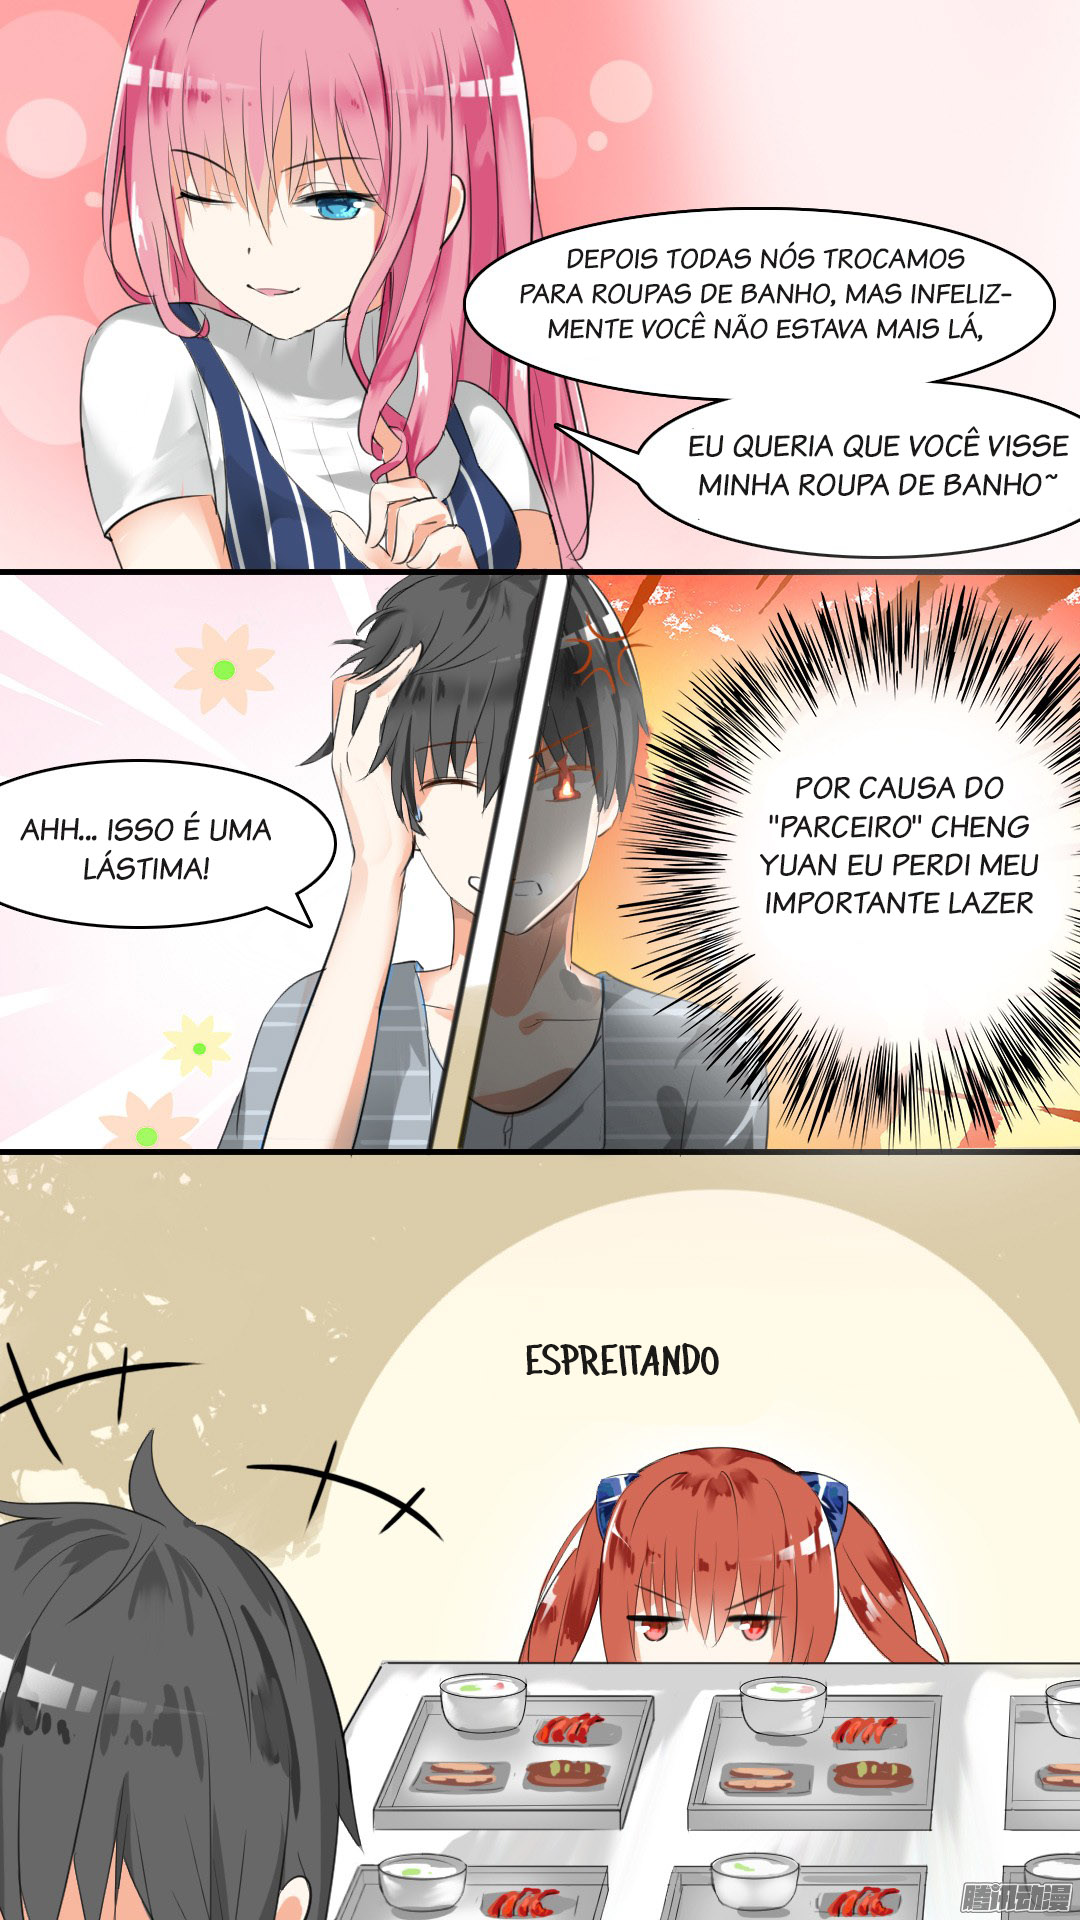 DEPOIS TODAS NÓS TROCAMOS
PARA ROUPAS DE BANHO, MAS INFELIZ-
MENTE VOCÊ NÃO ESTAVA MAIS LÁ,
EU QUERIA QUE VOCÊ VISSE
MINHA ROUPA DE BANHO~
AHH... ISSO É UMA
LÁSTIMA!
POR CAUSA DO
"PARCEIRO" CHENG
YUAN EU PERDI MEU
IMPORTANTE LAZER
ESPREITANDO
腾讯动漫